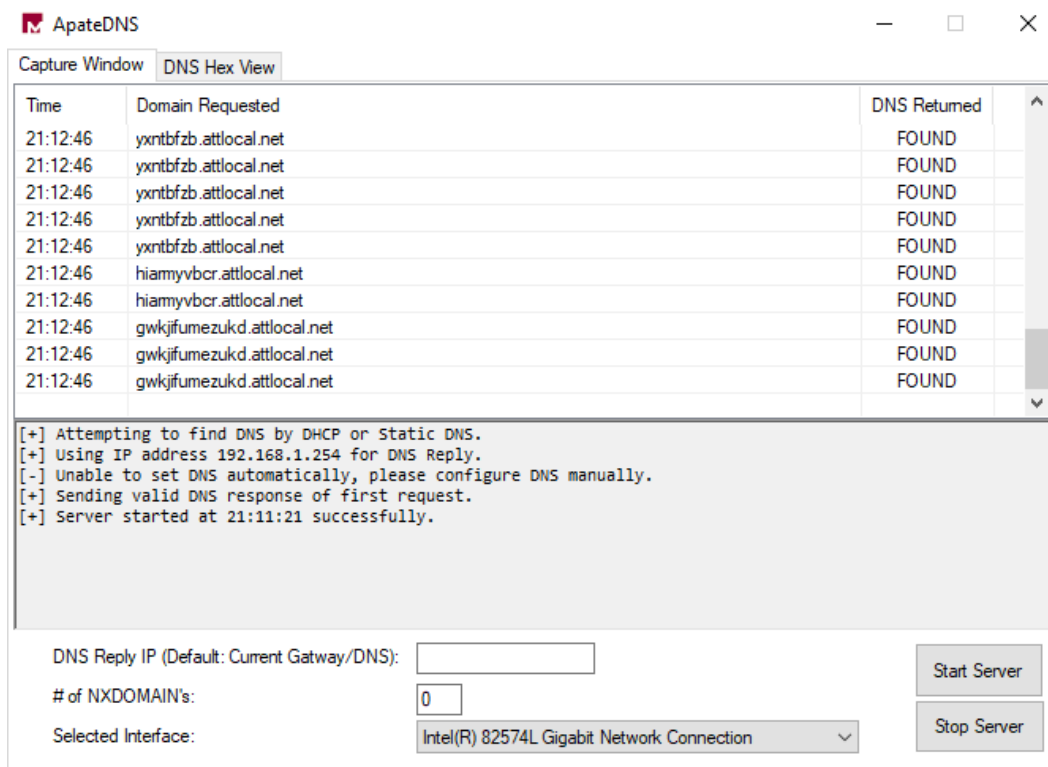 ApateDNS
Capture Window DNS Hex View
Time Domain Requested DNS Returned
21:12:46 yxntbfzb.attlocal.net FOUND
21:12:46 yxntbfzb.attlocal.net FOUND
21:12:46 yxntbfzb.attlocal.net FOUND
21:12:46 yxntbfzb.attlocal.net FOUND
21:12:46 yxntbfzb.attlocal.net FOUND
21:12:46 hiarmyvbcr.attlocal.net FOUND
21:12:46 hiarmyvbcr.attlocal.net FOUND
21:12:46 gwkjifumezukd.attlocal.net FOUND
21:12:46 gwkjifumezukd.attlocal.net FOUND
21:12:46 gwkjifumezukd.attlocal.net FOUND
[+] Attempting to find DNS by DHCP or Static DNS.
[+] Using IP address 192.168.1.254 for DNS Reply.
[-] Unable to set DNS automatically, please configure DNS manually.
[+] Sending valid DNS response of first request.
[+] Server started at 21:11:21 successfully.
DNS Reply IP (Default: Current Gatway/DNS):
Start Server
# of NXDOMAIN's: 0
Stop Server
Selected Interface: Intel(R) 82574L Gigabit Network Connection